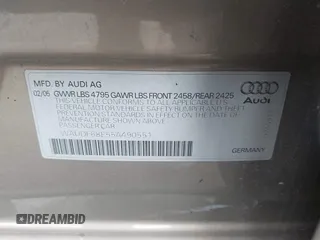 MFD. BY AUDI AG
02/05 GVWR LBS 4795 GAWR LBS FRONT 2458/REAR 2425
THIS VEHICLE CONFORMS TO ALL APPLICABLE
FEDERAL MOTOR VEHICLE SAFETY BUMPER AND THEFT
PREVENTION STANDARDS IN EFFECT ON THE DATE OF
MANUFACTURE SHOWN ABOVE
PASSENGER CAR
Audi
GERMANY
DREAMBID